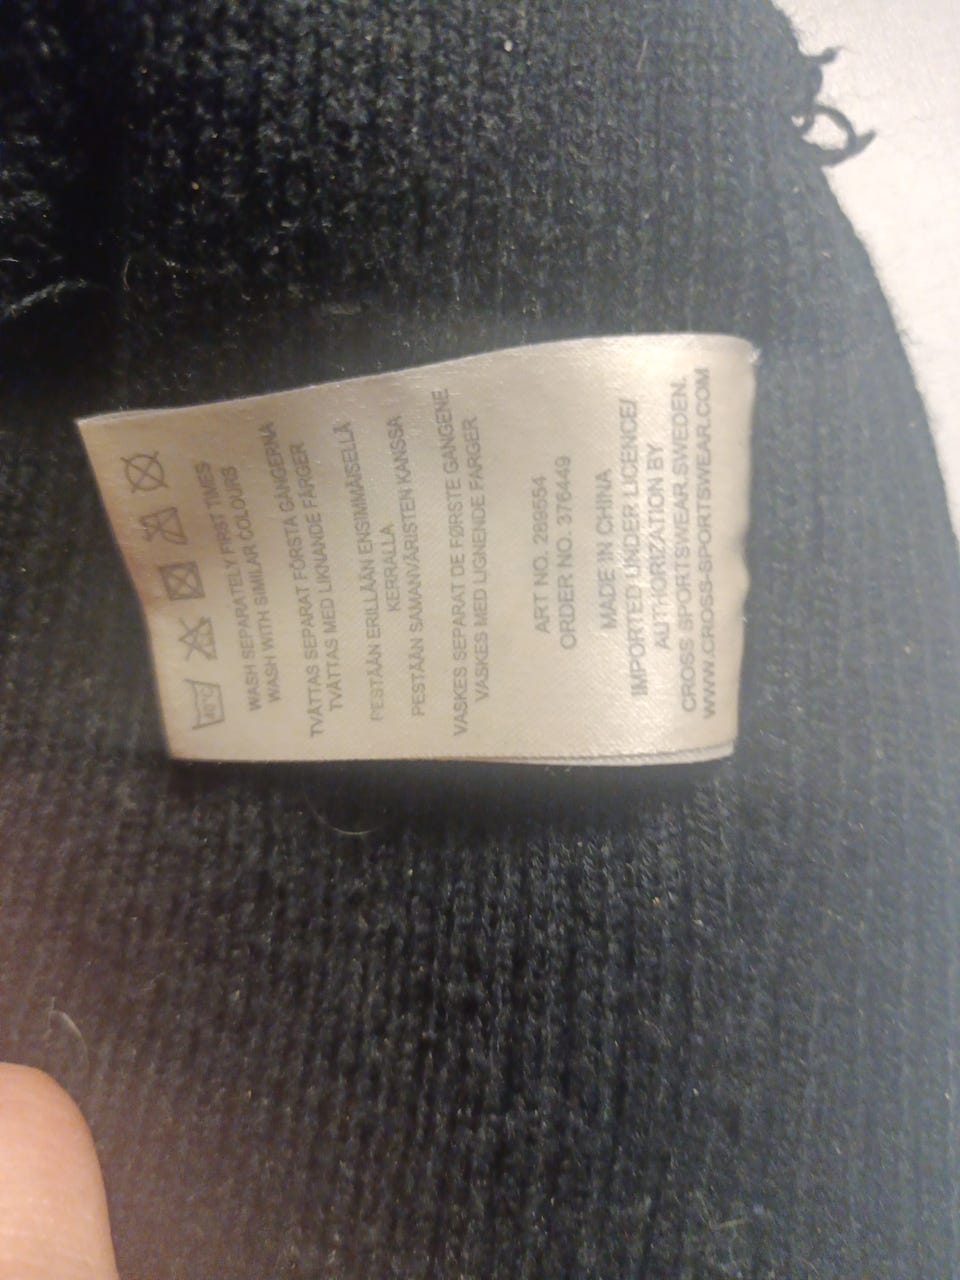 40°C
WASH SEPARATELY FIRST TIMES
WASH WITH SIMILAR COLOURS
TVÄTTAS SEPARAT FÖRSTA GÅNGERNA
TVÄTTAS MED LIKNANDE FÄRGER
PESTÄÄN ERILLÄÄN ENSIMMÄISELLÄ
KERRALLA
PESTÄÄN SAMANVÄRISTEN KANSSA
VASKES SEPARAT DE FØRSTE GANGENE
VASKES MED LIGNENDE FARGER
ART NO. 289554
ORDER NO. 376449
MADE IN CHINA
IMPORTED UNDER LICENCE/
AUTHORIZATION BY
CROSS SPORTSWEAR.SWEDEN.
WWW.CROSS-SPORTSWEAR.COM